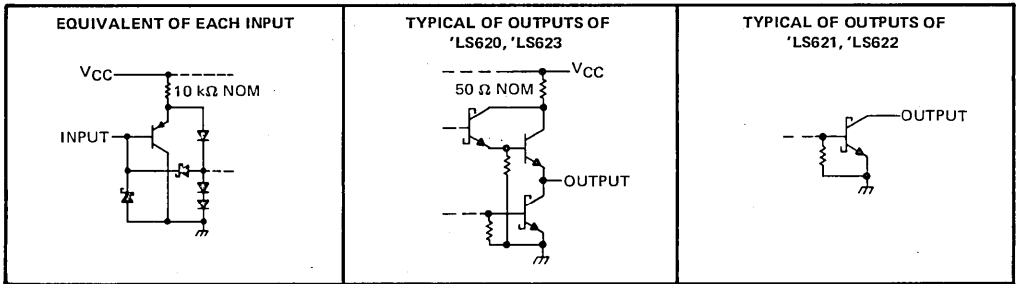 EQUIVALENT OF EACH INPUT
VCC
10 kΩ NOM
INPUT
TYPICAL OF OUTPUTS OF
'LS620, 'LS623
VCC
50 Ω NOM
OUTPUT
TYPICAL OF OUTPUTS OF
'LS621, 'LS622
OUTPUT